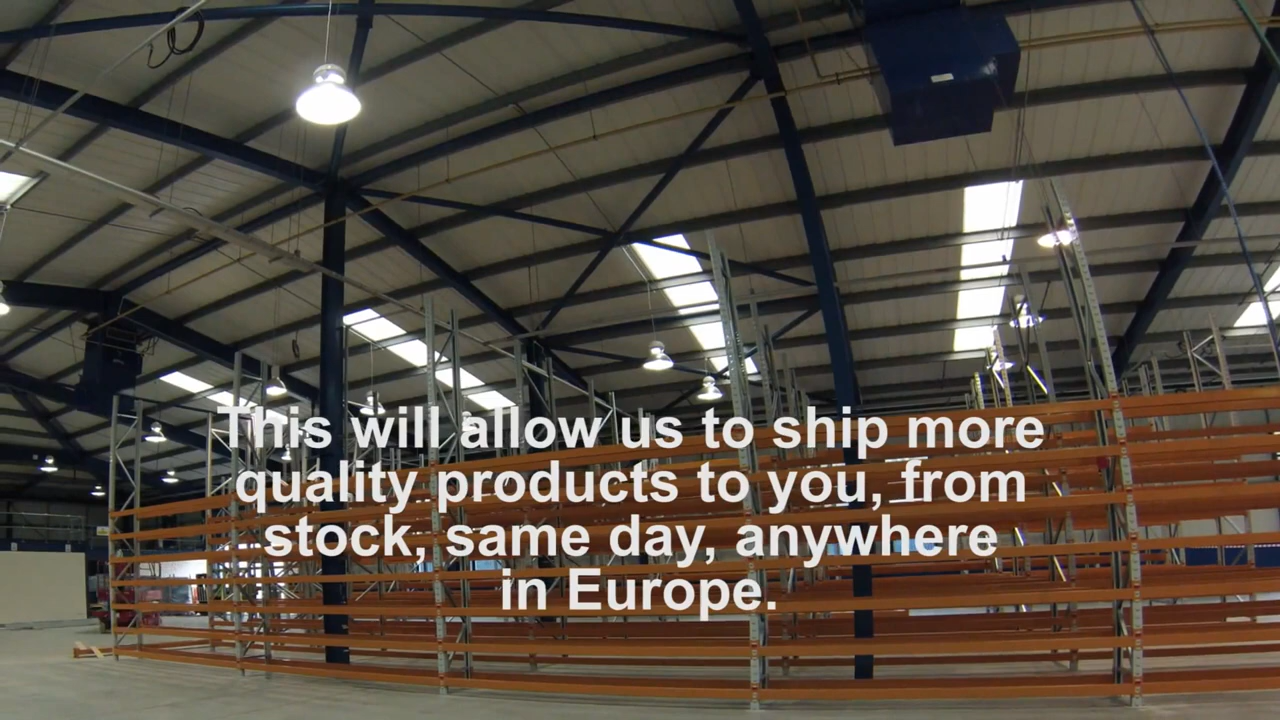 This will allow us to ship more
quality products to you, from
stock, same day, anywhere
in Europe.